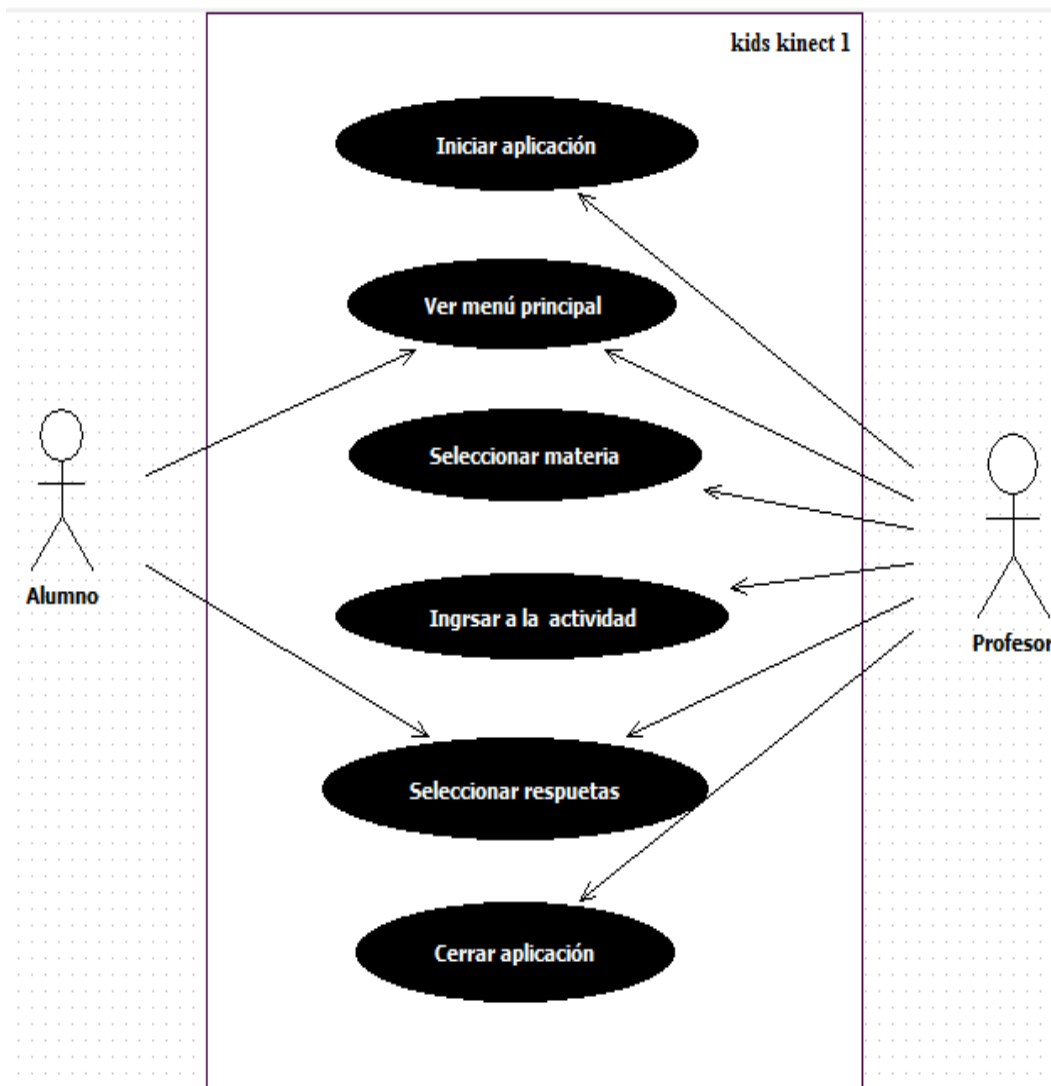 kids kinect 1
Iniciar aplicación
Ver menú principal
Seleccionar materia
Alumno
Ingrsar a la actividad
Profesor
Seleccionar respuetas
Cerrar aplicación